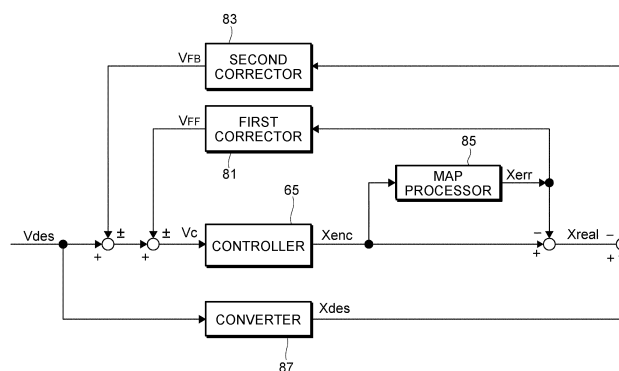 83
VFB
SECOND
CORRECTOR
VFF
FIRST
CORRECTOR
81
85
MAP
PROCESSOR
Xerr
65
Vdes
±
±
Vc
CONTROLLER
Xenc
−
Xreal
−
+
+
+
+
CONVERTER
Xdes
87